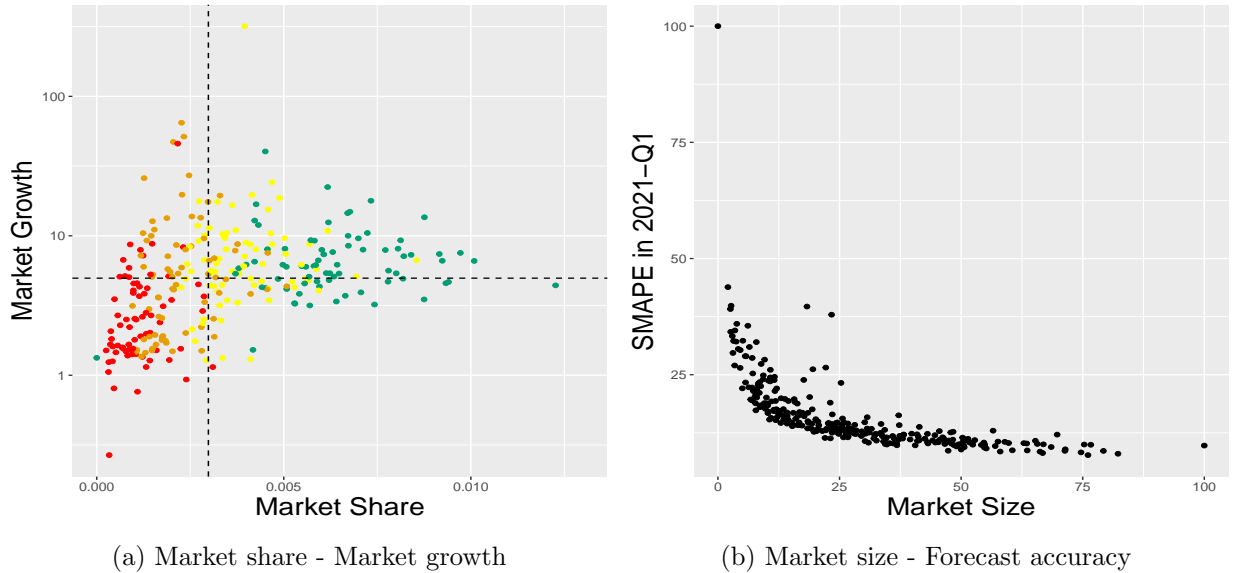 Market Growth
100
10
1
0.000
0.005
0.010
Market Share
(a) Market share - Market growth
SMAPE in 2021−Q1
100
75
50
25
0
25
50
75
100
Market Size
(b) Market size - Forecast accuracy